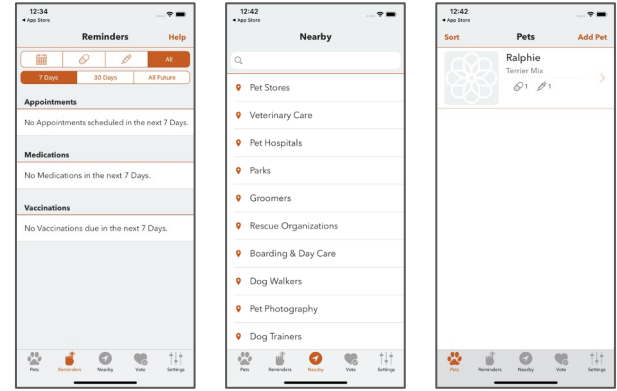 12:34
◂ App Store
Reminders
Help
All
7 Days
30 Days
All Future
Appointments
No Appointments scheduled in the next 7 Days.
Medications
No Medications in the next 7 Days.
Vaccinations
No Vaccinations due in the next 7 Days.
Pets
Reminders
Nearby
Vote
Settings
12:42
◂ App Store
Nearby
Pet Stores
Veterinary Care
Pet Hospitals
Parks
Groomers
Rescue Organizations
Boarding & Day Care
Dog Walkers
Pet Photography
Dog Trainers
Pets
Reminders
Nearby
Vote
Settings
12:42
◂ App Store
Sort
Pets
Add Pet
Ralphie
Terrier Mix
1
1
Pets
Reminders
Nearby
Vote
Settings